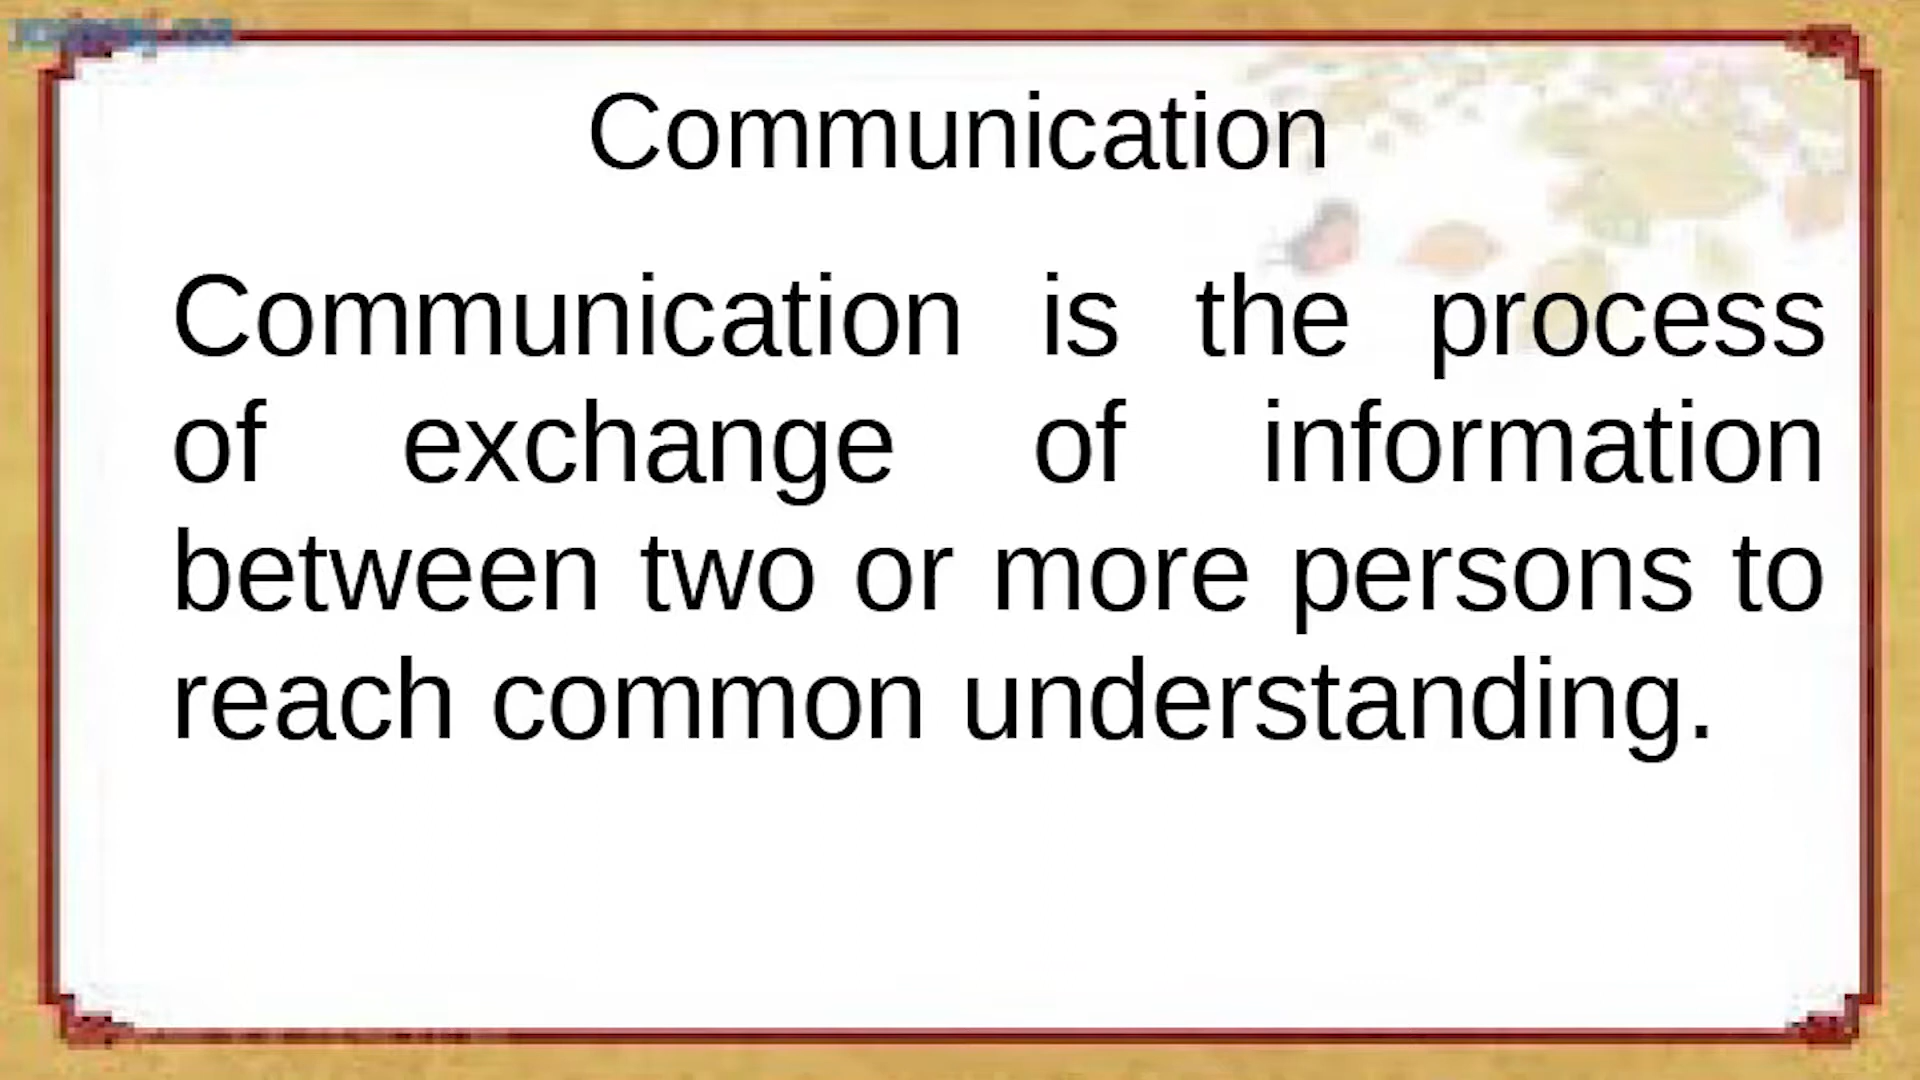 Communication
Communication is the process
of exchange of information
between two or more persons to
reach common understanding.